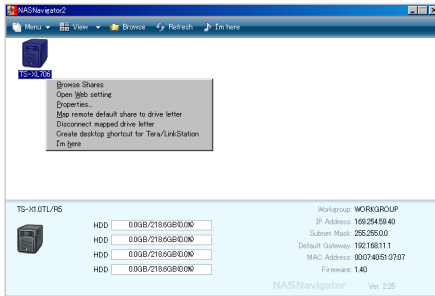 NASNavigator2
Menu View Browse Refresh I'm here
TS-XL706
Browse Shares
Open Web setting
Properties...
Map remote default share to drive letter
Disconnect mapped drive letter
Create desktop shortcut for Tera/LinkStation
I'm here
TS-X1.0TL/R5
HDD 0.0GB/218.6GB(0.0%)
HDD 0.0GB/218.6GB(0.0%)
HDD 0.0GB/218.6GB(0.0%)
HDD 0.0GB/218.6GB(0.0%)
Workgroup: WORKGROUP
IP Address: 169.254.59.40
Subnet Mask: 255.255.0.0
Default Gateway: 192.168.11.1
MAC Address: 00:07:40:51:37:07
Firmware: 1.40
NASNavigator Ver. 2.25